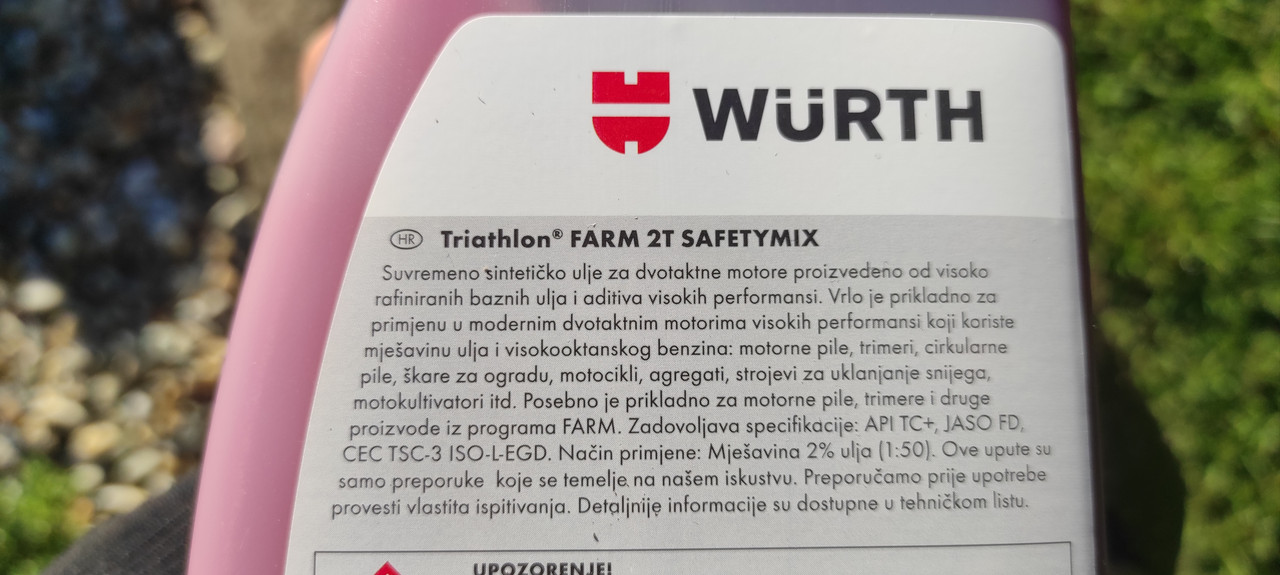 WÜRTH
HR Triathlon® FARM 2T SAFETYMIX
Suvremeno sintetičko ulje za dvotaktne motore proizvedeno od visoko
rafiniranih baznih ulja i aditiva visokih performansi. Vrlo je prikladno za
primjenu u modernim dvotaktnim motorima visokih performansi koji koriste
mješavinu ulja i visokooktanskog benzina: motorne pile, trimeri, cirkularne
pile, škare za ogradu, motocikli, agregati, strojevi za uklanjanje snijega,
motokultivatori itd. Posebno je prikladno za motorne pile, trimere i druge
proizvode iz programa FARM. Zadovoljava specifikacije: API TC+, JASO FD,
CEC TSC-3 ISO-L-EGD. Način primjene: Mješavina 2% ulja (1:50). Ove upute su
samo preporuke koje se temelje na našem iskustvu. Preporučamo prije upotrebe
provesti vlastita ispitivanja. Detaljnije informacije su dostupne u tehničkom listu.
UPOZORENJE!